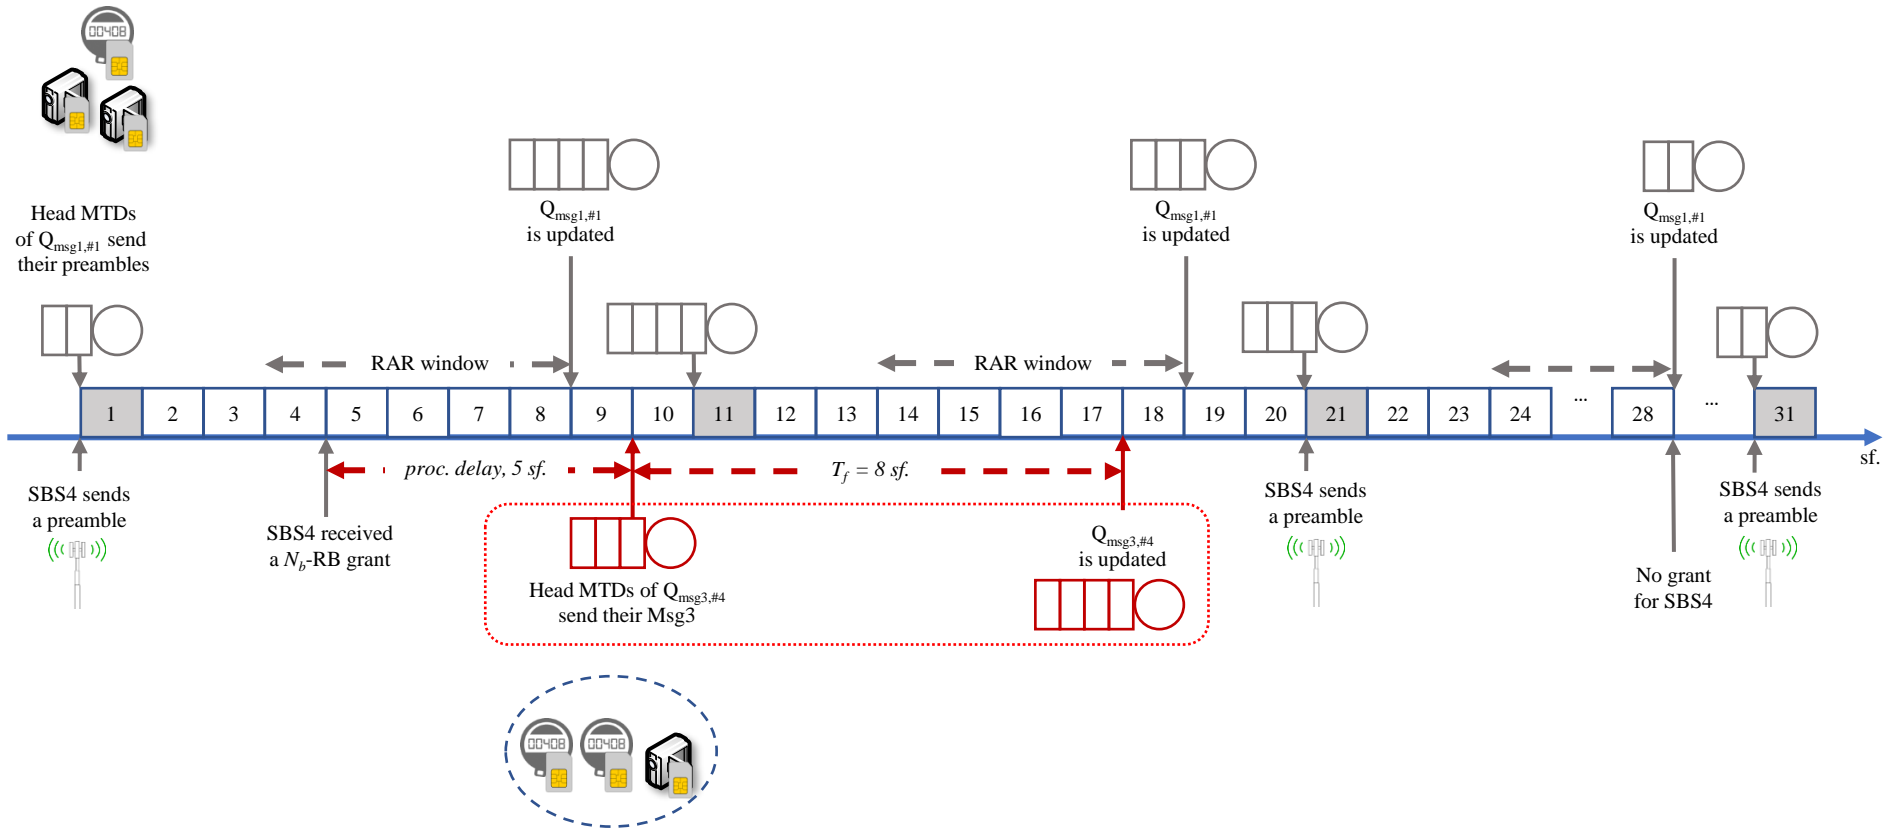 00408
Head MTDs
of Qmsg1,#1 send
their preambles
Qmsg1,#1
is updated
Qmsg1,#1
is updated
Qmsg1,#1
is updated
RAR window
RAR window
1 2 3 4 5 6 7 8 9 10 11 12 13 14 15 16 17 18 19 20 21 22 23 24 ... 28 ... 31
sf.
proc. delay, 5 sf.
Tf = 8 sf.
SBS4 sends
a preamble
SBS4 received
a Nb-RB grant
Head MTDs of Qmsg3,#4
send their Msg3
Qmsg3,#4
is updated
SBS4 sends
a preamble
No grant
for SBS4
SBS4 sends
a preamble
00408
00408